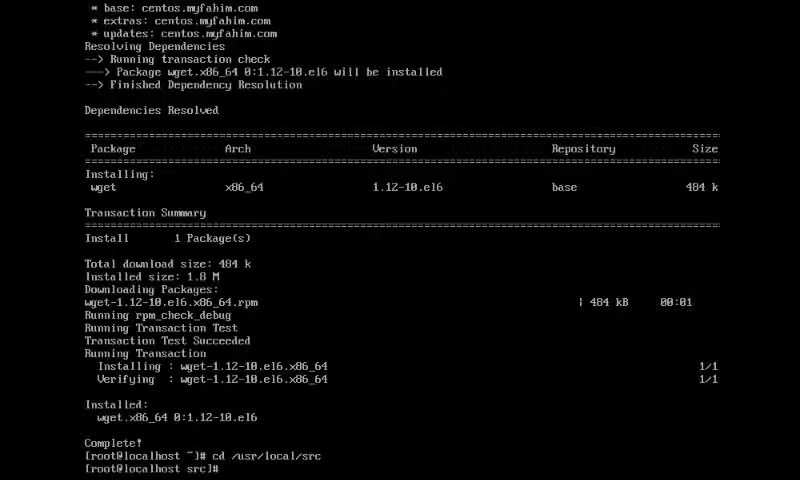 * base: centos.myfahim.com
* extras: centos.myfahim.com
* updates: centos.myfahim.com
Resolving Dependencies
--> Running transaction check
---> Package wget.x86_64 0:1.12-10.el6 will be installed
--> Finished Dependency Resolution
Dependencies Resolved
================================================================================
Package Arch Version Repository Size
================================================================================
Installing:
wget x86_64 1.12-10.el6 base 484 k
Transaction Summary
================================================================================
Install 1 Package(s)
Total download size: 484 k
Installed size: 1.8 M
Downloading Packages:
wget-1.12-10.el6.x86_64.rpm | 484 kB 00:01
Running rpm_check_debug
Running Transaction Test
Transaction Test Succeeded
Running Transaction
Installing : wget-1.12-10.el6.x86_64 1/1
Verifying : wget-1.12-10.el6.x86_64 1/1
Installed:
wget.x86_64 0:1.12-10.el6
Complete!
[root@localhost ~]# cd /usr/local/src
[root@localhost src]#